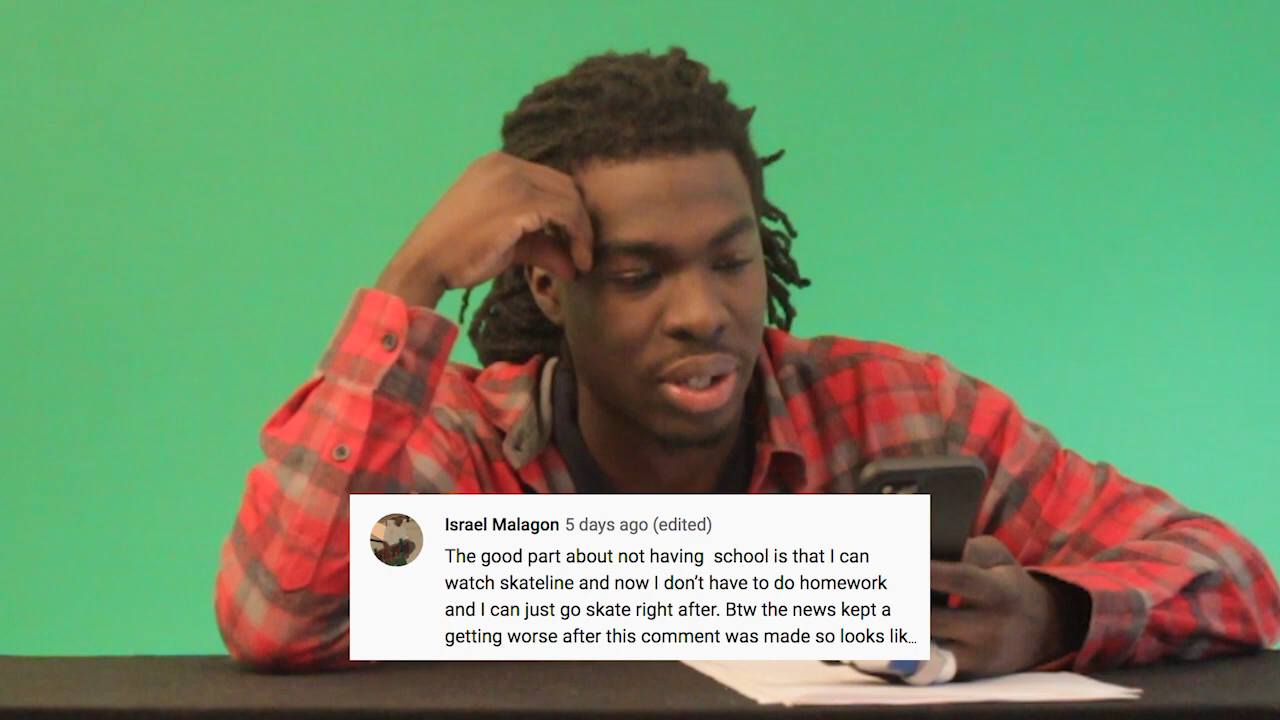 Israel Malagon 5 days ago (edited)
The good part about not having  school is that I can
watch skateline and now I don’t have to do homework
and I can just go skate right after. Btw the news kept a
getting worse after this comment was made so looks lik…